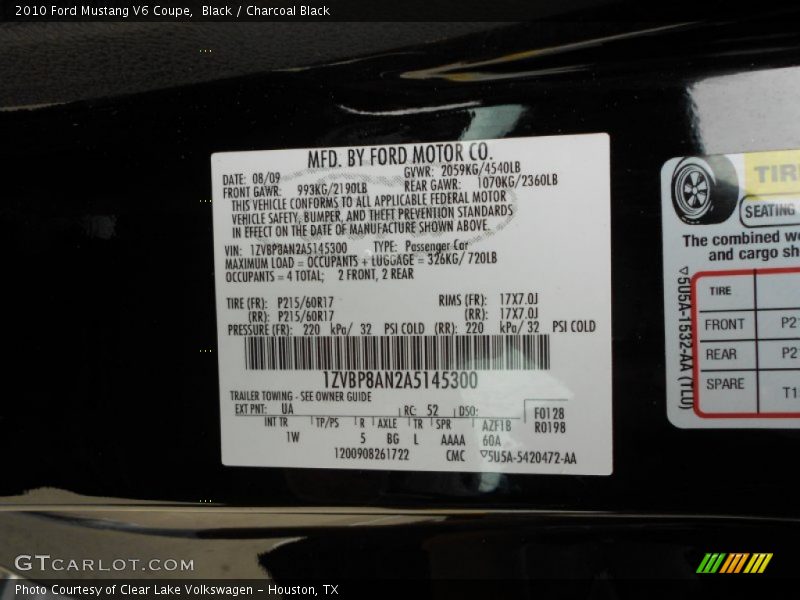 2010 Ford Mustang V6 Coupe,  Black / Charcoal Black
MFD. BY FORD MOTOR CO.
DATE: 08/09 GVWR: 2059KG/4540LB
FRONT GAWR: 993KG/2190LB REAR GAWR: 1070KG/2360LB
THIS VEHICLE CONFORMS TO ALL APPLICABLE FEDERAL MOTOR
VEHICLE SAFETY, BUMPER, AND THEFT PREVENTION STANDARDS
IN EFFECT ON THE DATE OF MANUFACTURE SHOWN ABOVE.
VIN: 1ZVBP8AN2A5145300 TYPE: Passenger Car
MAXIMUM LOAD = OCCUPANTS + LUGGAGE = 326KG/720LB
OCCUPANTS = 4 TOTAL; 2 FRONT, 2 REAR
TIRE (FR): P215/60R17 RIMS (FR): 17X7.0J
(RR): P215/60R17 (RR): 17X7.0J
PRESSURE (FR): 220 kPa/ 32 PSI COLD (RR): 220 kPa/ 32 PSI COLD
1ZVBP8AN2A5145300
TRAILER TOWING - SEE OWNER GUIDE
EXT PNT: UA RC: 52 DSO: F0128
INT TR TP/PS R AXLE TR SPR AZF1B R0198
1W 5 BG L AAAA 60A
1200908261722 CMC ▽5U5A-5420472-AA
TIRE
SEATING
The combined
and cargo
▽5U5A-1532-AA (TLU)
TIRE
FRONT P2
REAR P2
SPARE T1
GTCARLOT.COM
Photo Courtesy of Clear Lake Volkswagen – Houston, TX